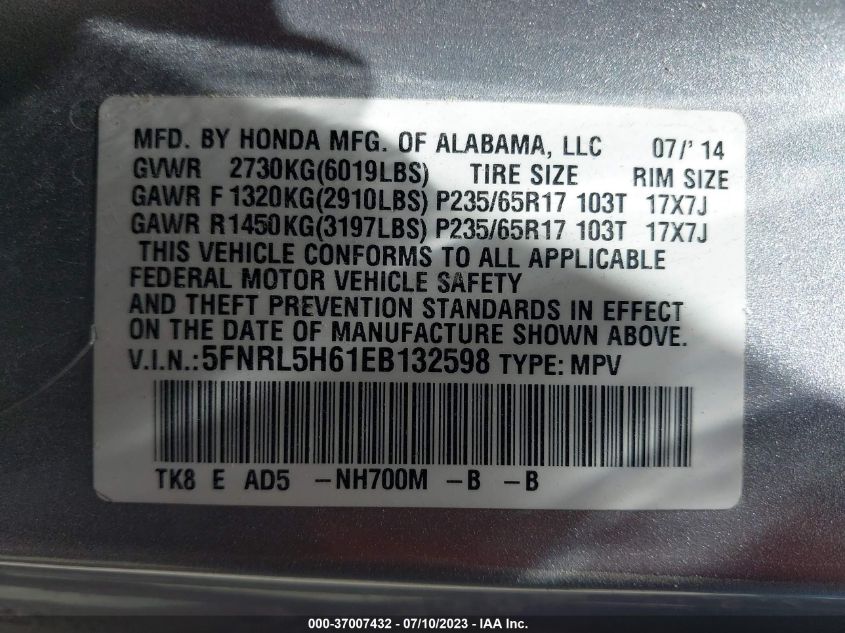 MFD. BY HONDA MFG. OF ALABAMA, LLC 07/' 14
GVWR 2730KG(6019LBS) TIRE SIZE RIM SIZE
GAWR F 1320KG(2910LBS) P235/65R17 103T 17X7J
GAWR R1450KG(3197LBS) P235/65R17 103T 17X7J
THIS VEHICLE CONFORMS TO ALL APPLICABLE
FEDERAL MOTOR VEHICLE SAFETY
AND THEFT PREVENTION STANDARDS IN EFFECT
ON THE DATE OF MANUFACTURE SHOWN ABOVE.
V.I.N.:5FNRL5H61EB132598 TYPE: MPV
TK8 E AD5 -NH700M -B -B
000-37007432 - 07/10/2023 - COPYRIGHT IAA, Inc.